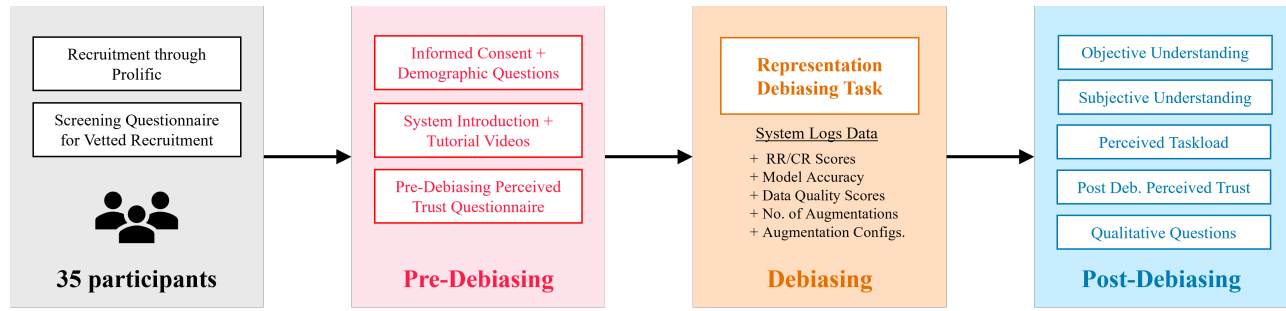 Recruitment through
Prolific
Screening Questionnaire
for Vetted Recruitment
35 participants
Informed Consent +
Demographic Questions
System Introduction +
Tutorial Videos
Pre-Debiasing Perceived
Trust Questionnaire
Pre-Debiasing
Representation
Debiasing Task
System Logs Data
+ RR/CR Scores
+ Model Accuracy
+ Data Quality Scores
+ No. of Augmentations
+ Augmentation Configs.
Debiasing
Objective Understanding
Subjective Understanding
Perceived Taskload
Post Deb. Perceived Trust
Qualitative Questions
Post-Debiasing